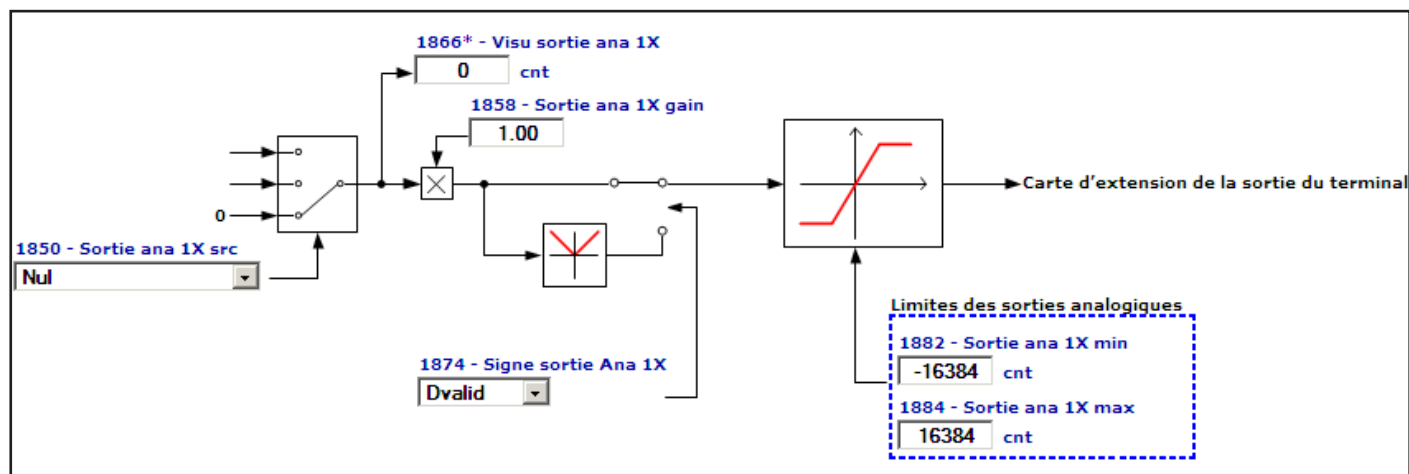 1866* - Visu sortie ana 1X
0 cnt
1858 - Sortie ana 1X gain
1.00
0
Carte d'extension de la sortie du terminal
1850 - Sortie ana 1X src
Nul
Limites des sorties analogiques
1882 - Sortie ana 1X min
-16384 cnt
1874 - Signe sortie Ana 1X
Dvalid
1884 - Sortie ana 1X max
16384 cnt